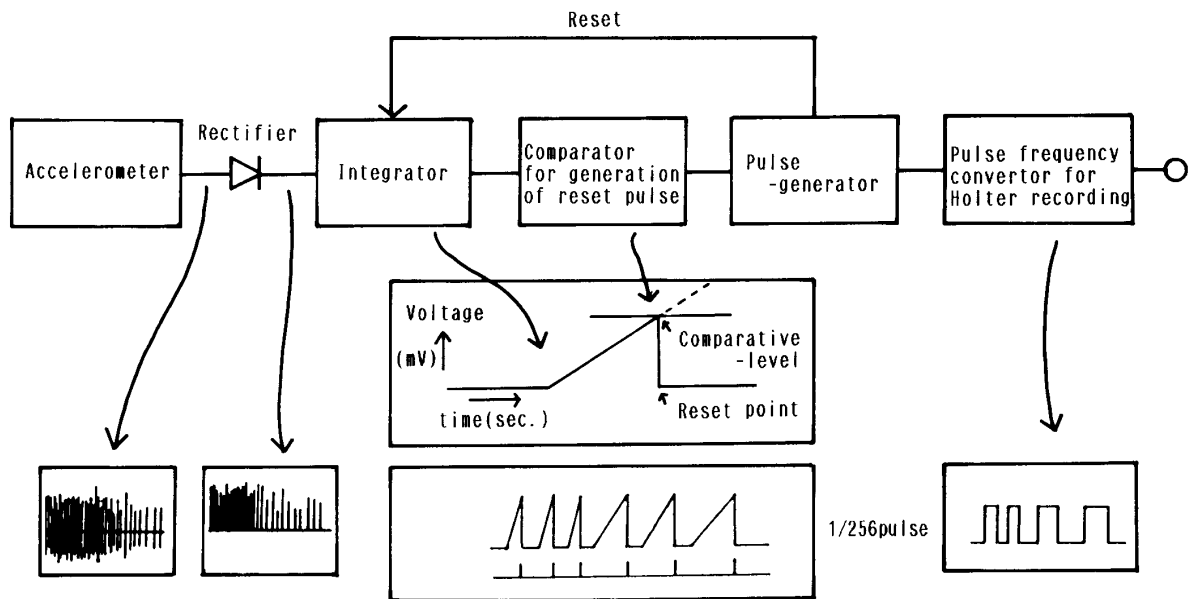 Reset
Rectifier
Accelerometer
Integrator
Comparator
for generation
of reset pulse
Pulse
-generator
Pulse frequency
convertor for
Holter recording
Voltage
(mV)
time(sec.)
Comparative
-level
Reset point
1/256pulse